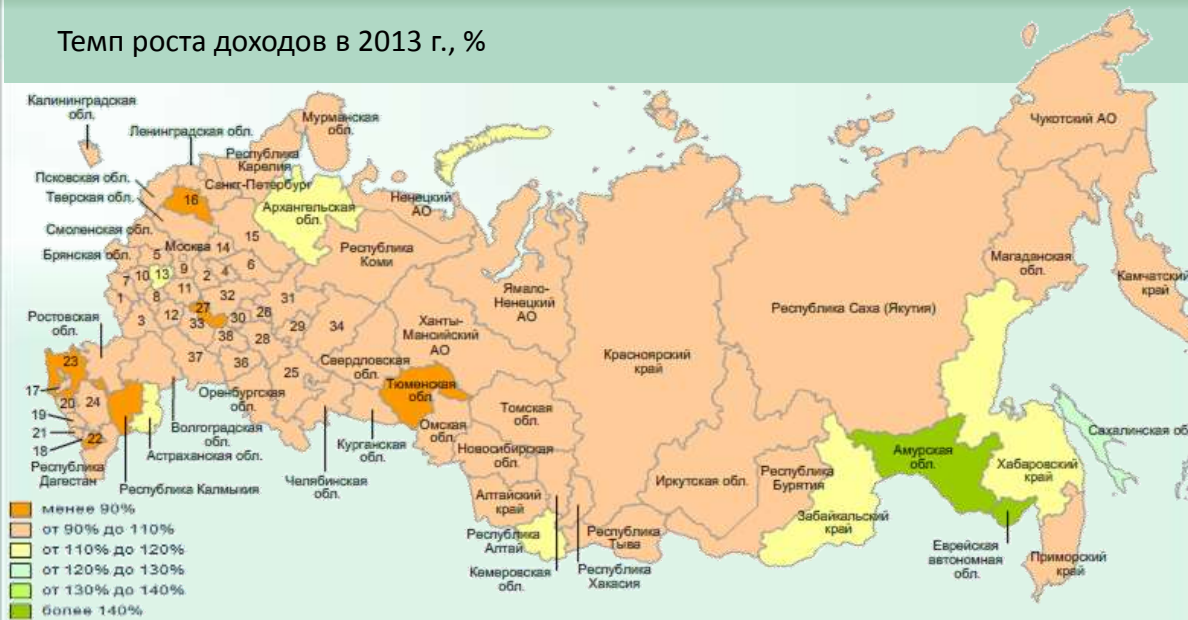 Темп роста доходов в 2013 г., %
Калининградская
обл.
Ленинградская обл.
Мурманская
обл.
Республика
Карелия
Псковская обл.
Санкт-Петербург
Тверская обл.
16
Архангельская
обл.
Ненецкий
АО
Смоленская обл.
Брянская обл.
Москва
14
15
5
9
6
7
10
13
2
4
Республика
Коми
1
8
11
32
31
3
12
27
30
26
33
29
34
38
28
37
36
25
Ростовская
обл.
23
17
20
24
19
21
18
22
Республика
Дагестан
Республика Калмыкия
Астраханская обл.
Волгоградская
обл.
Оренбургская
обл.
Челябинская
обл.
Свердловская
обл.
Курганская
обл.
Ханты-
Мансийский
АО
Ямало-
Ненецкий
АО
Тюменская
обл.
Омская
обл.
Томская
обл.
Новосибирская
обл.
Алтайский
край
Республика
Алтай
Кемеровская
обл.
Республика
Хакасия
Республика
Тыва
Красноярский
край
Иркутская обл.
Республика
Бурятия
Забайкальский
край
Республика Саха (Якутия)
Амурская
обл.
Еврейская
автономная
обл.
Хабаровский
край
Приморский
край
Сахалинская об
Магаданская
обл.
Камчатский
край
Чукотский АО
менее 90%
от 90% до 110%
от 110% до 120%
от 120% до 130%
от 130% до 140%
более 140%